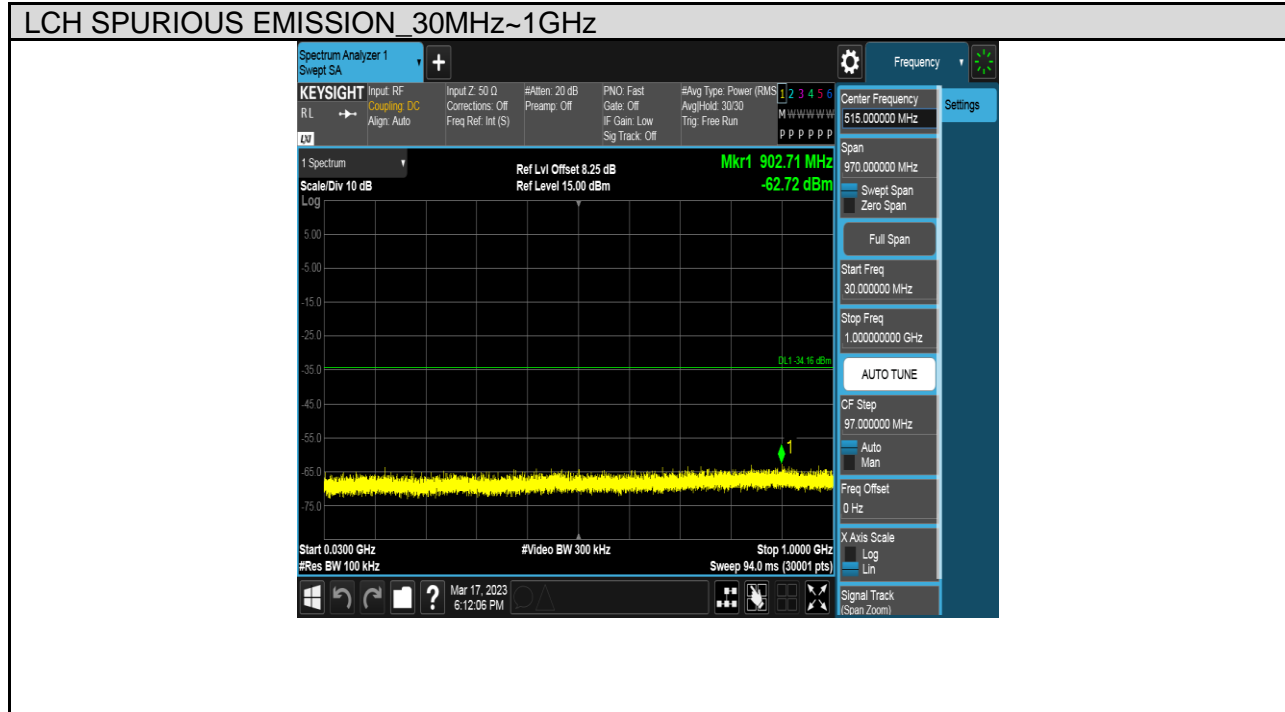 LCH SPURIOUS EMISSION_30MHz~1GHz
Spectrum Analyzer 1
Swept SA
+
Frequency
KEYSIGHT Input: RF Input Z: 50 Ω #Atten: 20 dB PNO: Fast #Avg Type: Power (RMS 1 2 3 4 5 6
RL Coupling: DC Corrections: Off Preamp: Off Gate: Off Avg|Hold: 30/30 M W W W W W
Align: Auto Freq Ref: Int (S) IF Gain: Low Trig: Free Run
LXI Sig Track: Off P P P P P P
1 Spectrum
Ref Lvl Offset 8.25 dB Mkr1 902.71 MHz
Scale/Div 10 dB Ref Level 15.00 dBm -62.72 dBm
Log
5.00
-5.00
-15.0
-25.0
DL1 -34.16 dBm
-35.0
-45.0
-55.0
1
-65.0
-75.0
Start 0.0300 GHz #Video BW 300 kHz Stop 1.0000 GHz
#Res BW 100 kHz Sweep 94.0 ms (30001 pts)
? Mar 17, 2023
6:12:06 PM
Center Frequency
515.000000 MHz
Settings
Span
970.000000 MHz
Swept Span
Zero Span
Full Span
Start Freq
30.000000 MHz
Stop Freq
1.000000000 GHz
AUTO TUNE
CF Step
97.000000 MHz
Auto
Man
Freq Offset
0 Hz
X Axis Scale
Log
Lin
Signal Track
(Span Zoom)